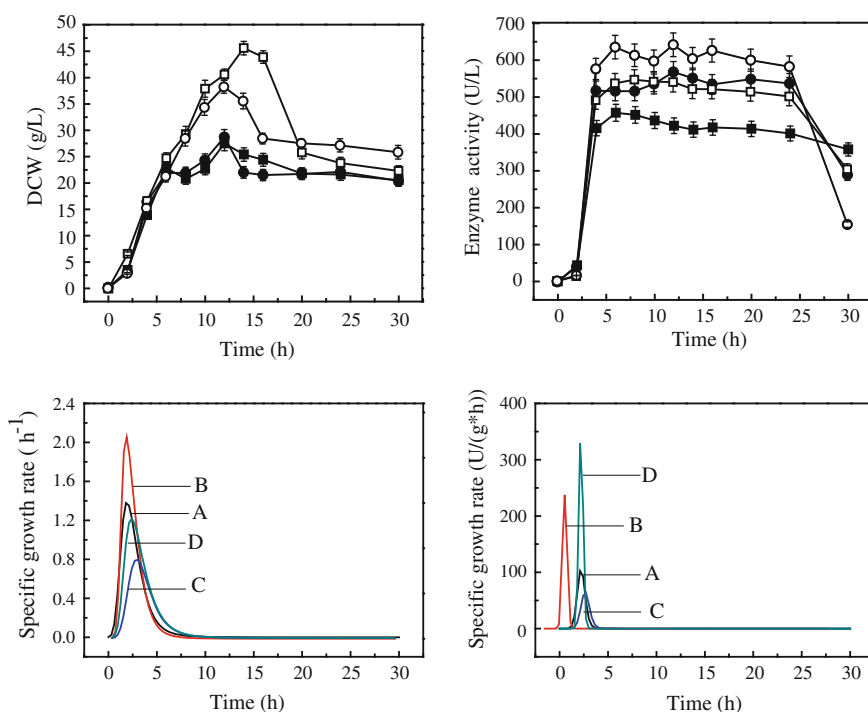 50
45
40
35
30
25
20
15
10
5
0
DCW (g/L)
0 5 10 15 20 25 30
Time (h)
700
600
500
400
300
200
100
0
Enzyme activity (U/L)
0 5 10 15 20 25 30
Time (h)
2.4
2.0
1.6
1.2
0.8
0.4
0.0
Specific growth rate ( h-1)
B
A
D
C
0 5 10 15 20 25 30
Time (h)
400
300
200
100
0
Specific growth rate (U/(g*h))
D
B
A
C
0 5 10 15 20 25 30
Time (h)